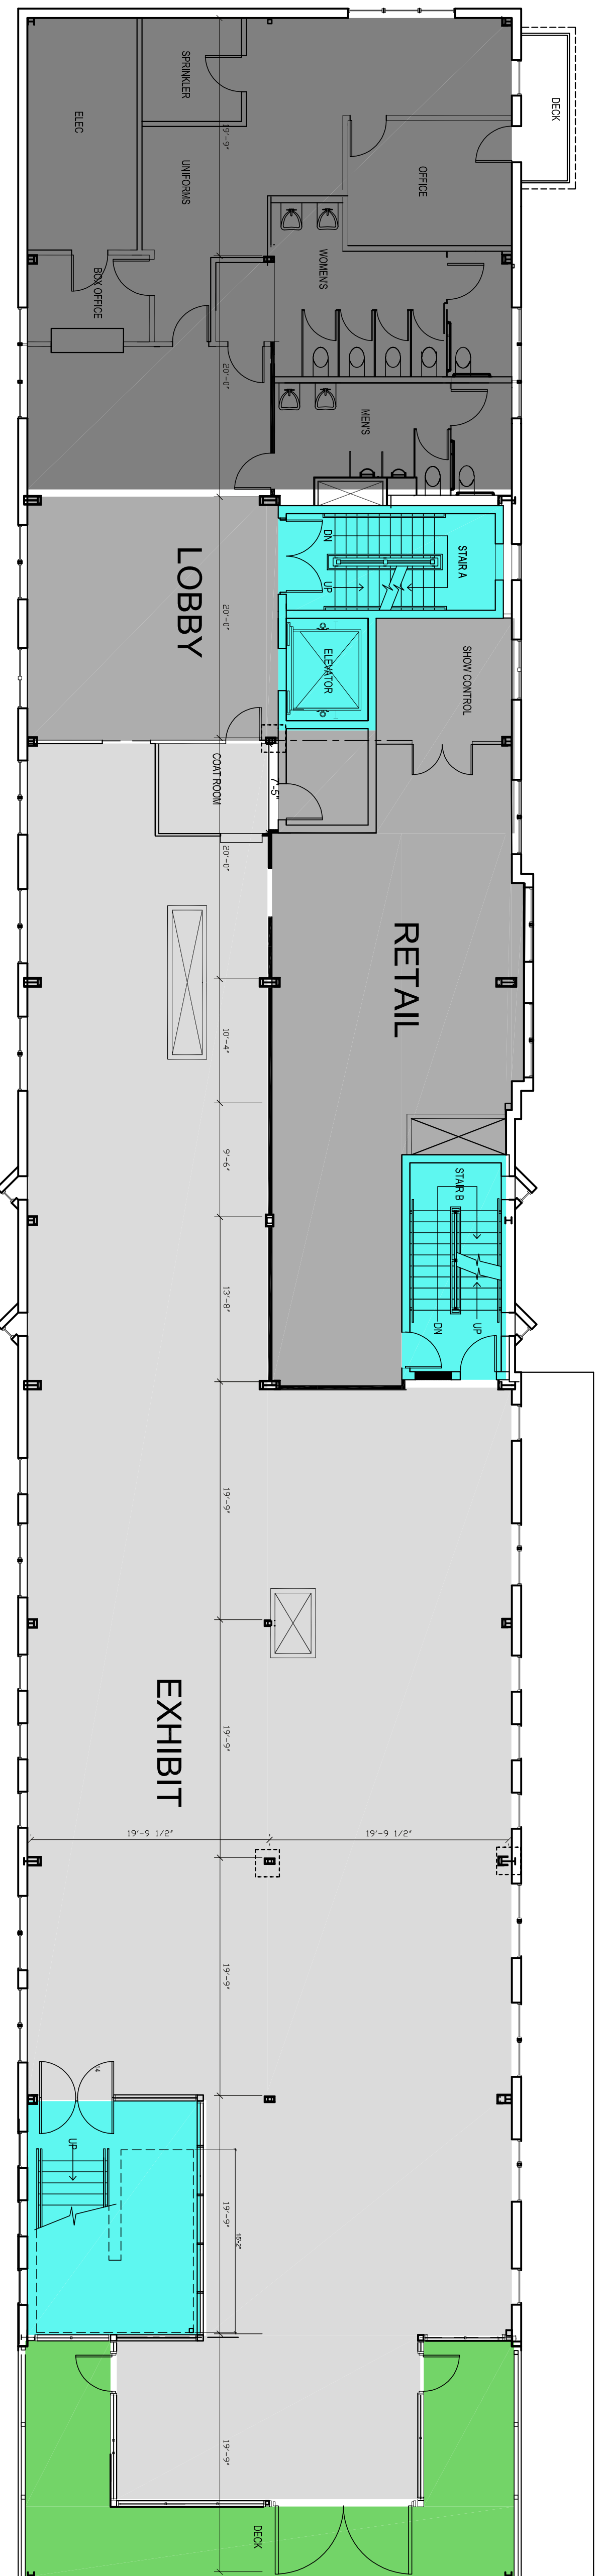 DECK
SPRINKLER
ELEC
19'-9"
UNIFORMS
OFFICE
WOMEN'S
BOX OFFICE
20'-0"
MEN'S
DN
STAIR A
UP
LOBBY
20'-0"
ELEVATOR
SHOW CONTROL
COAT ROOM
7'-5"
20'-0"
RETAIL
10'-4"
9'-6"
STAIR B
13'-8"
DN
UP
19'-9"
EXHIBIT
19'-9"
19'-9 1/2"
19'-9 1/2"
19'-9"
UP
19'-9"
15'-2"
19'-9"
DECK